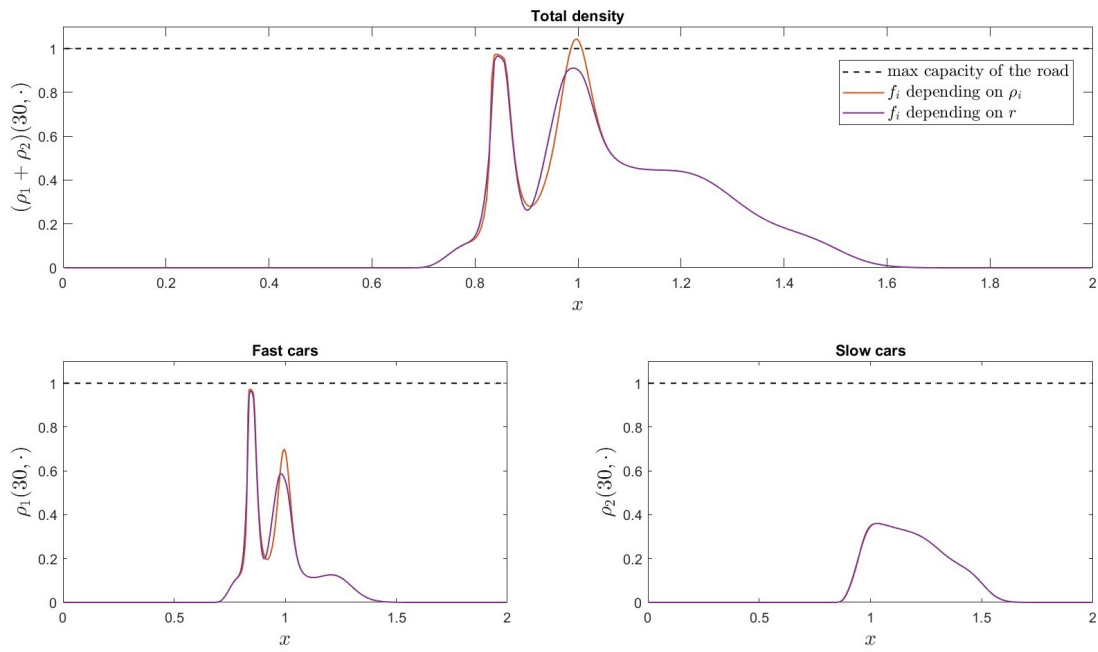 Total density
(ρ₁ + ρ₂)(30, ·)
1
0.8
0.6
0.4
0.2
0
max capacity of the road
fᵢ depending on ρᵢ
fᵢ depending on r
0 0.2 0.4 0.6 0.8 1 1.2 1.4 1.6 1.8 2
x
Fast cars
ρ₁(30, ·)
1
0.8
0.6
0.4
0.2
0
0 0.5 1 1.5 2
x
Slow cars
ρ₂(30, ·)
1
0.8
0.6
0.4
0.2
0
0 0.5 1 1.5 2
x